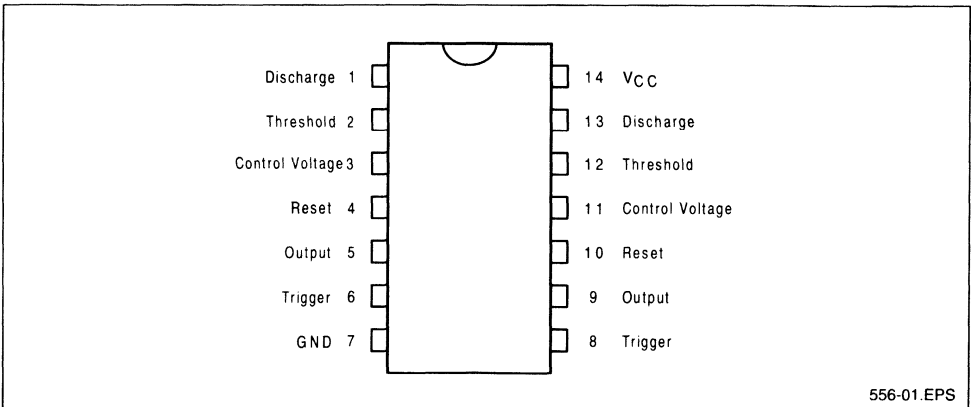 Discharge 1
Threshold 2
Control Voltage 3
Reset 4
Output 5
Trigger 6
GND 7
14 VCC
13 Discharge
12 Threshold
11 Control Voltage
10 Reset
9 Output
8 Trigger
556-01.EPS